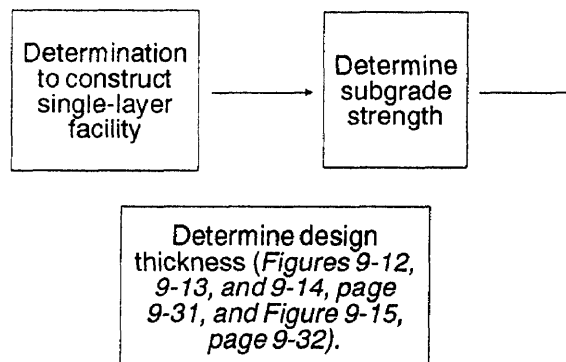 Determination
to construct
single-layer
facility
Determine
subgrade
strength
Determine design
thickness (Figures 9-12,
9-13, and 9-14, page
9-31, and Figure 9-15,
page 9-32).